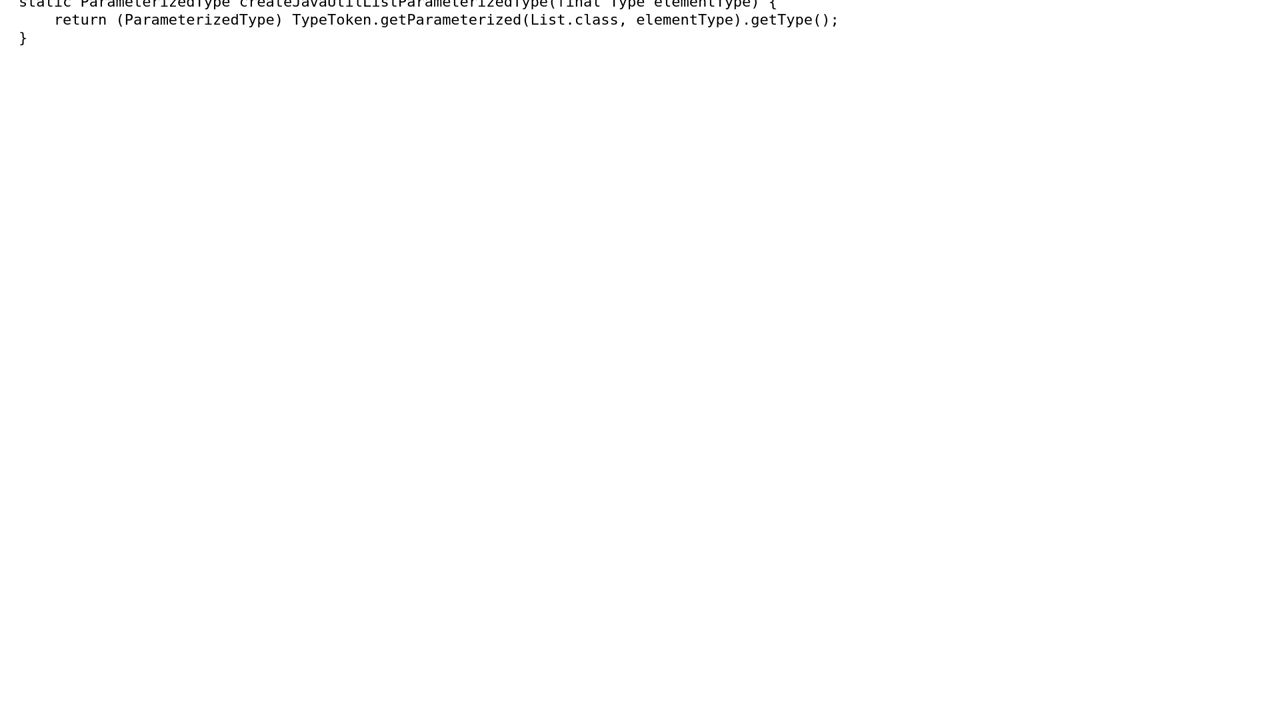 static ParameterizedType createJavaUtilListParameterizedType(final Type elementType) {
    return (ParameterizedType) TypeToken.getParameterized(List.class, elementType).getType();
}